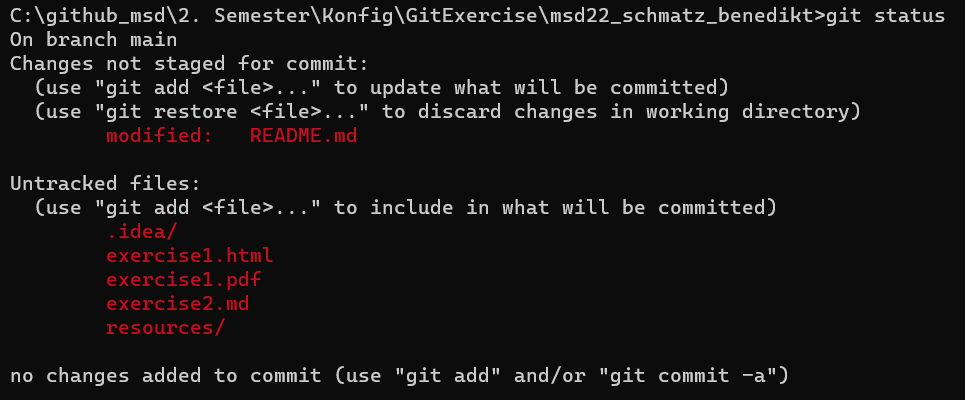 C:\github_msd\2. Semester\Konfig\GitExercise\msd22_schmatz_benedikt>git status
On branch main
Changes not staged for commit:
  (use "git add <file>..." to update what will be committed)
  (use "git restore <file>..." to discard changes in working directory)
        modified:   README.md

Untracked files:
  (use "git add <file>..." to include in what will be committed)
        .idea/
        exercise1.html
        exercise1.pdf
        exercise2.md
        resources/

no changes added to commit (use "git add" and/or "git commit -a")